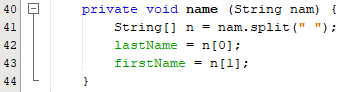 40 private void name (String nam) {
41 String[] n = nam.split(" ");
42 lastName = n[0];
43 firstName = n[1];
44 }